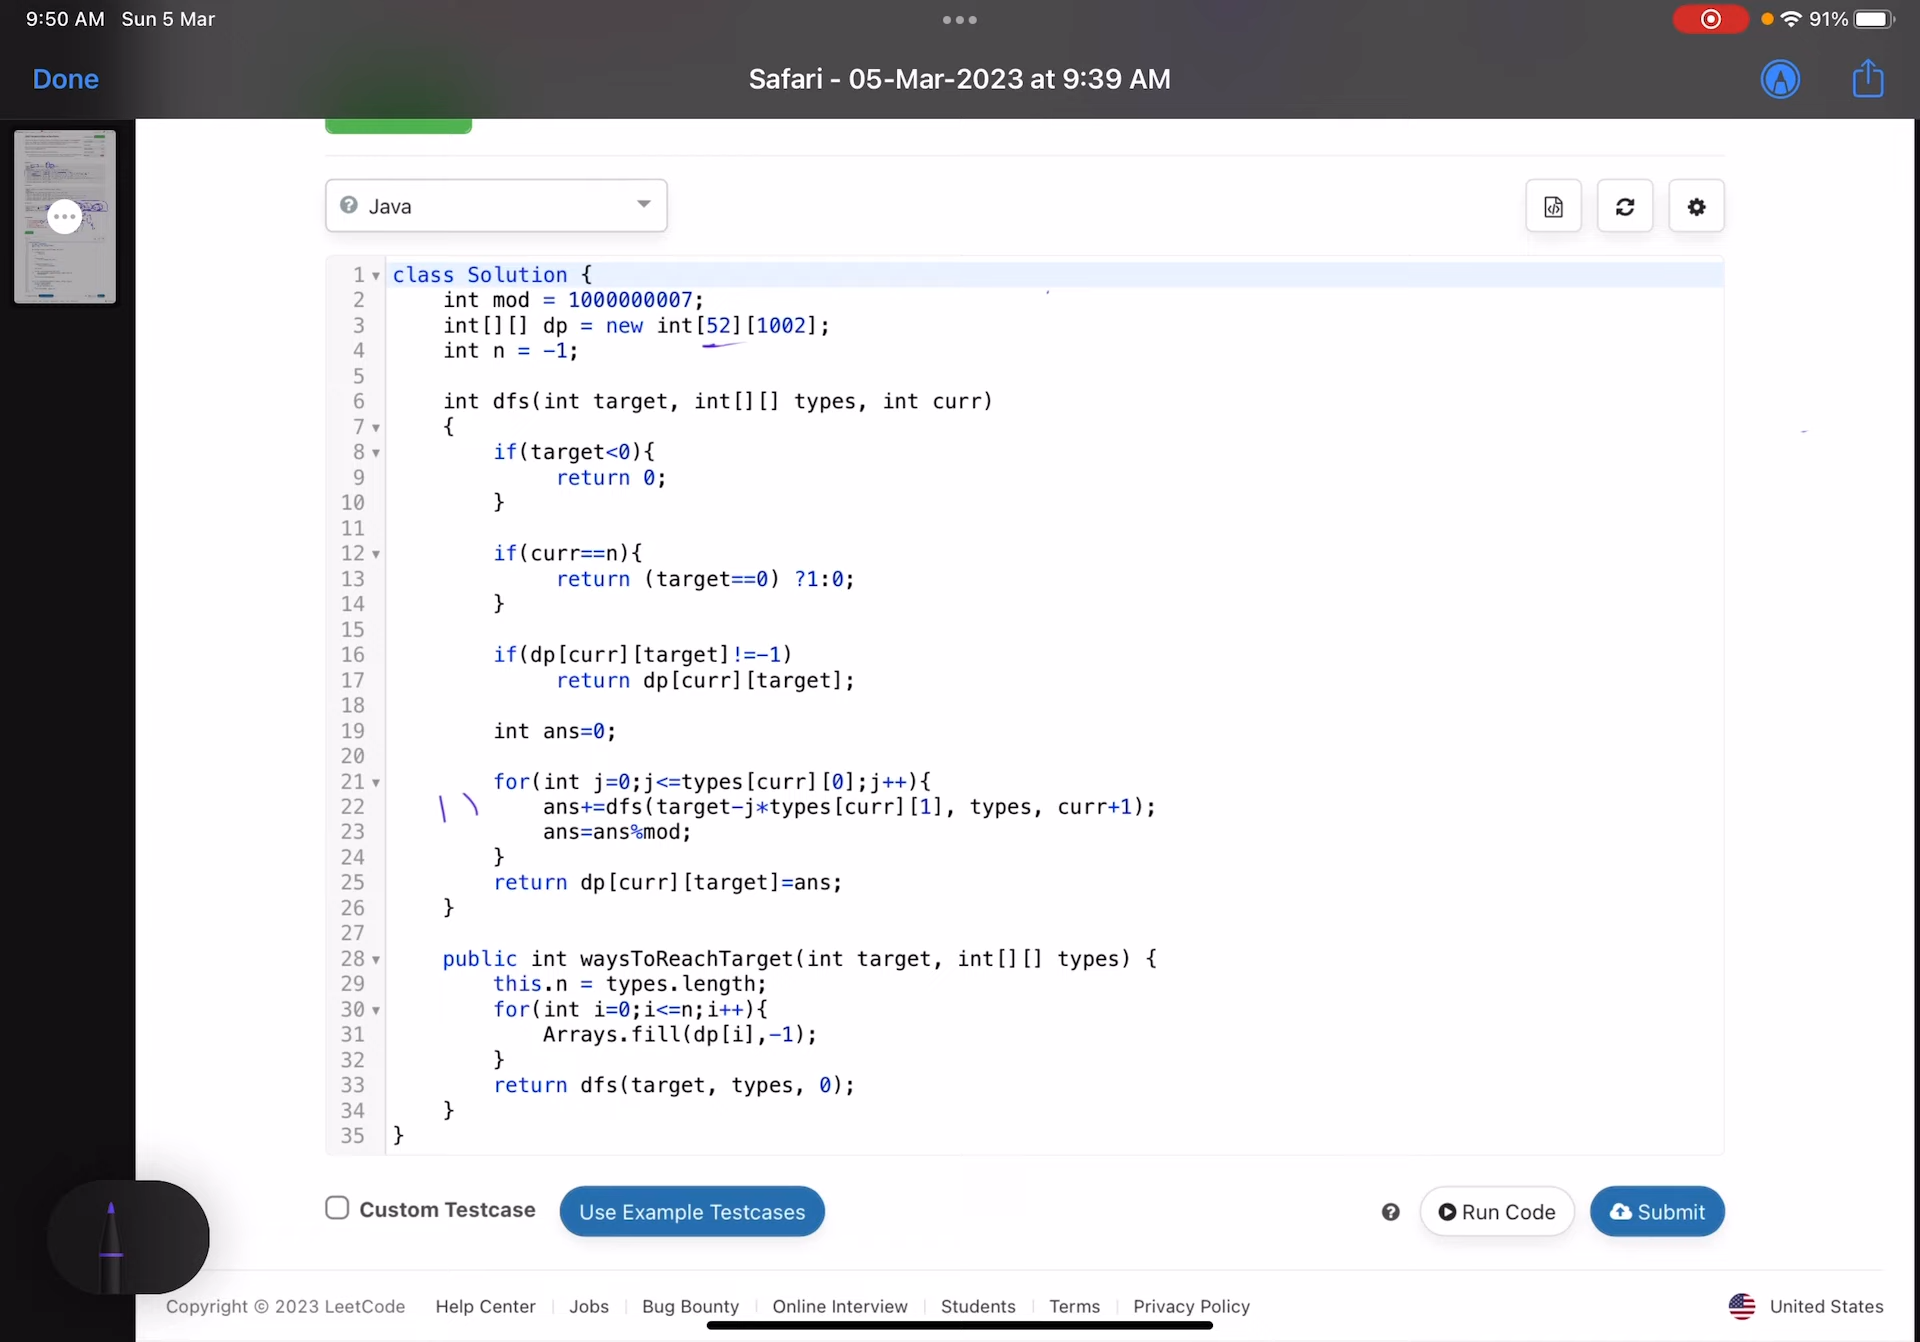 9:50 AM Sun 5 Mar
91%
Done
Safari - 05-Mar-2023 at 9:39 AM
Java
1 class Solution {
2 int mod = 1000000007;
3 int[][] dp = new int[52][1002];
4 int n = -1;
5
6 int dfs(int target, int[][] types, int curr)
7 {
8 if(target<0){
9 return 0;
10 }
11
12 if(curr==n){
13 return (target==0) ?1:0;
14 }
15
16 if(dp[curr][target]!=-1)
17 return dp[curr][target];
18
19 int ans=0;
20
21 for(int j=0;j<=types[curr][0];j++){
22 ans+=dfs(target-j*types[curr][1], types, curr+1);
23 ans=ans%mod;
24 }
25 return dp[curr][target]=ans;
26 }
27
28 public int waysToReachTarget(int target, int[][] types) {
29 this.n = types.length;
30 for(int i=0;i<=n;i++){
31 Arrays.fill(dp[i],-1);
32 }
33 return dfs(target, types, 0);
34 }
35 }
Custom Testcase
Use Example Testcases
Run Code
Submit
Copyright © 2023 LeetCode Help Center Jobs Bug Bounty Online Interview Students Terms Privacy Policy United States